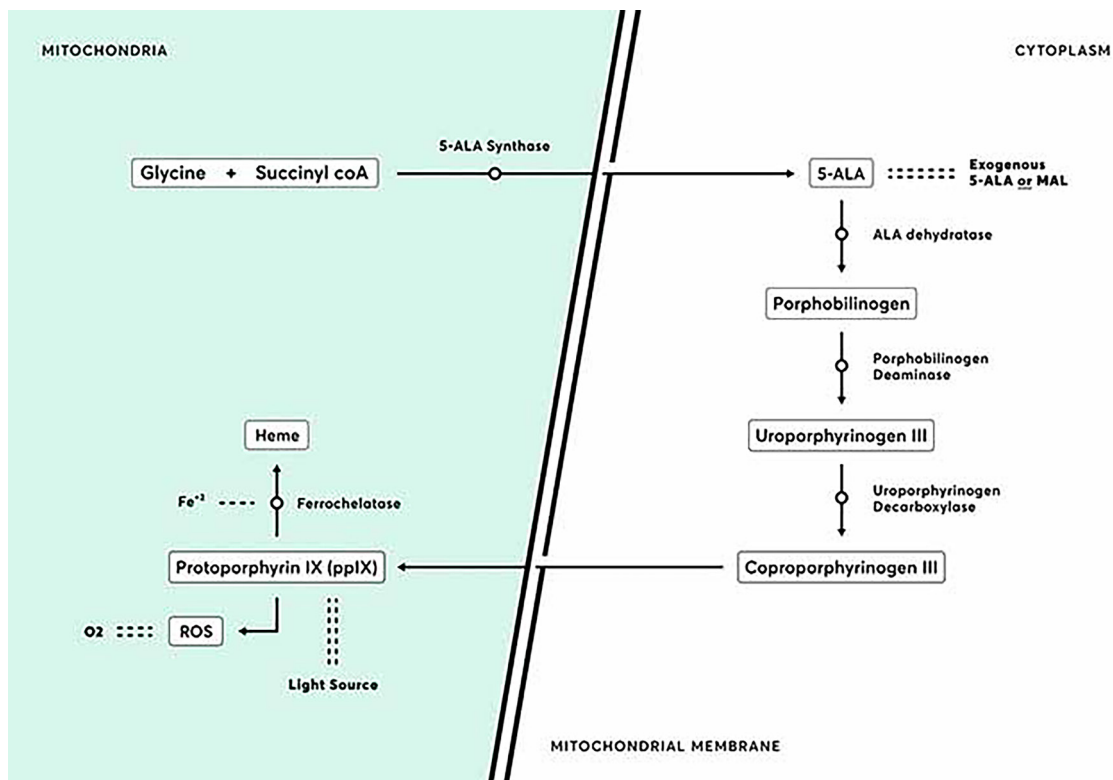 MITOCHONDRIA
CYTOPLASM
5-ALA Synthase
Glycine + Succinyl coA
5-ALA
Exogenous
5-ALA or MAL
ALA dehydratase
Porphobilinogen
Porphobilinogen
Deaminase
Heme
Uroporphyrinogen III
Fe+2
Ferrochelatase
Uroporphyrinogen
Decarboxylase
Protoporphyrin IX (ppIX)
Coproporphyrinogen III
O2
ROS
Light Source
MITOCHONDRIAL MEMBRANE